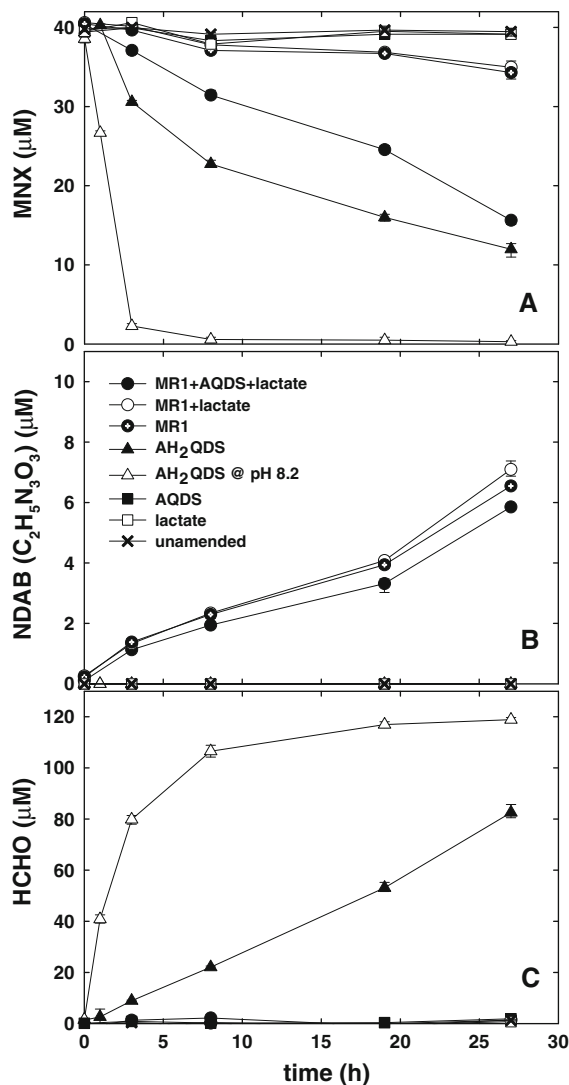 40
30
20
10
0
MNX (µM)
A
10
8
6
4
2
0
NDAB (C2H5N3O3) (µM)
MR1+AQDS+lactate
MR1+lactate
MR1
AH2QDS
AH2QDS @ pH 8.2
AQDS
lactate
unamended
B
120
100
80
60
40
20
0
HCHO (µM)
C
0 5 10 15 20 25 30
time (h)